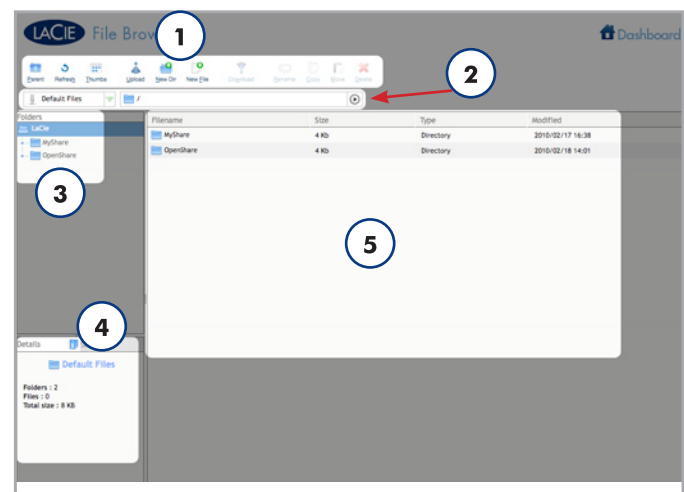 LACIE File Brow
Dashboard
1
Parent Refresh Thumbs Upload New Dir New File Download Rename Copy Move Delete
2
Default Files /
Folders
LaCie
MyShare
OpenShare
3
Filename Size Type Modified
MyShare 4 Kb Directory 2010/02/17 16:38
OpenShare 4 Kb Directory 2010/02/18 14:01
5
4
Details
Default Files
Folders : 2
Files : 0
Total size : 8 KB